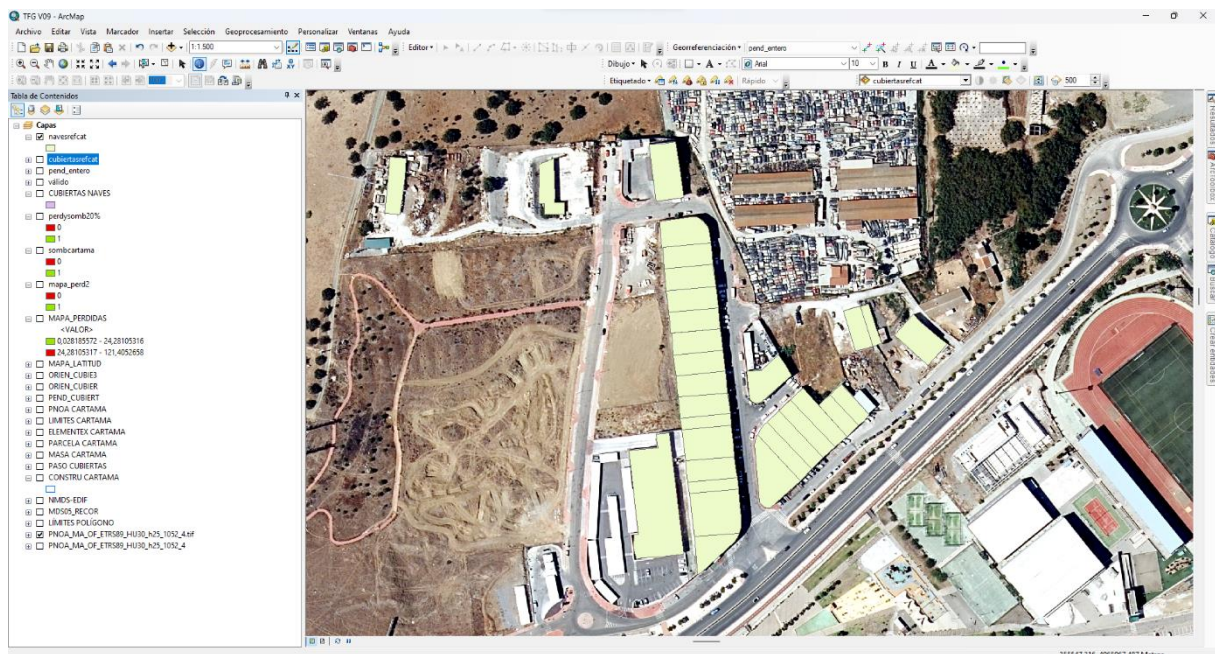 TFG V09 - ArcMap
Archivo Editar Vista Marcador Insertar Selección Geoprocesamiento Personalizar Ventanas Ayuda
1:1.500 Editor Georreferenciación pend_entero
Dibujo Arial 10 B I U A
Etiquetado Rápido cubiertasrefcat 500
Tabla de Contenidos
Capas
navesrefcat
cubiertasrefcat
pend_entero
válido
CUBIERTAS NAVES
perdysomb20%
0
1
sombcartama
0
1
mapa_perd2
0
1
MAPA_PERDIDAS
<VALOR>
0,028185572 - 24,28105316
24,28105317 - 121,4052658
MAPA_LATITUD
ORIEN_CUBIE3
ORIEN_CUBIER
PEND_CUBIERT
PNOA CARTAMA
LIMITES CARTAMA
ELEMENTEX CARTAMA
PARCELA CARTAMA
MASA CARTAMA
PASO CUBIERTAS
CONSTRU CARTAMA
NMDS-EDIF
MDS05_RECOR
LÍMITES POLÍGONO
PNOA_MA_OF_ETRS89_HU30_h25_1052_4.tif
PNOA_MA_OF_ETRS89_HU30_h25_1052_4
Resultados
ArcToolbox
Catálogo
Buscar
Crear entidades